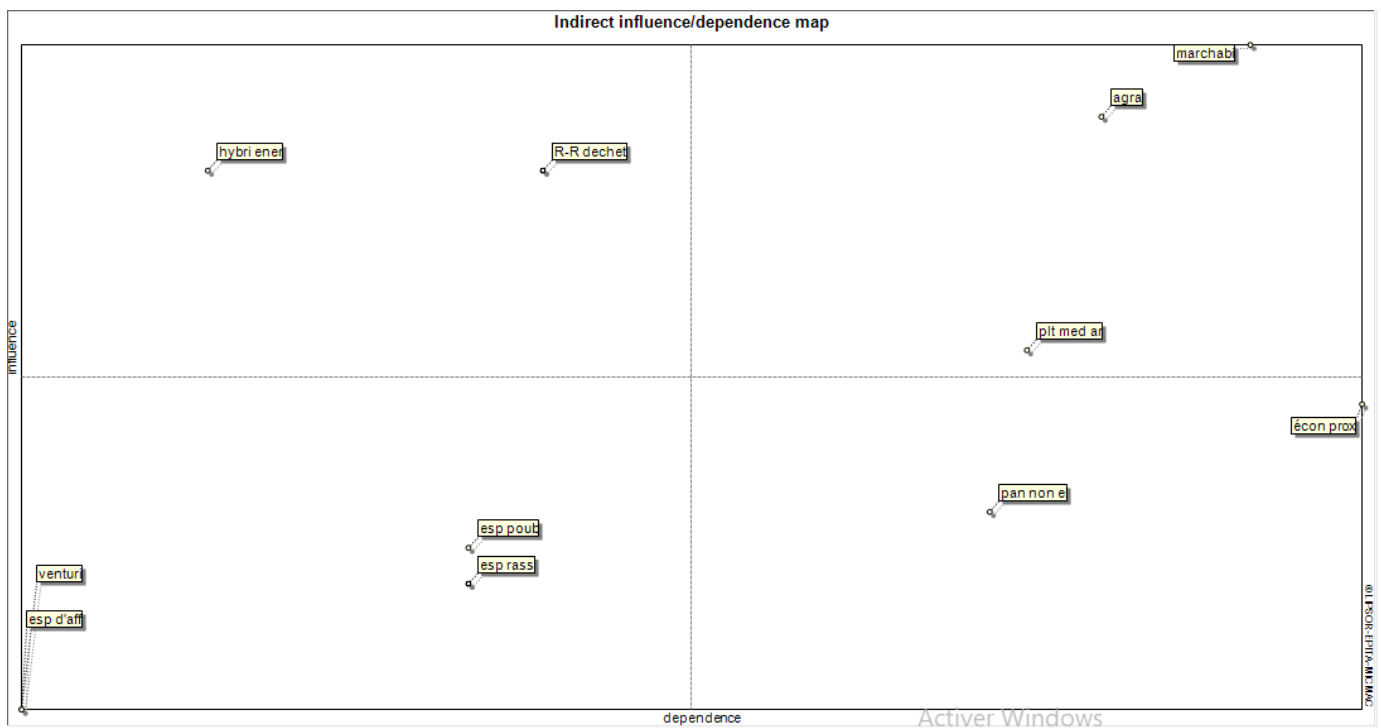 Indirect influence/dependence map
marchabi
agra
hybri ener
R-R dechet
plt med ar
influence
écon prox
pan non e
esp poub
esp rass
venturi
esp d'aff
©LIPSOR-EPITA-MICMAC
dependence
Activer Windows